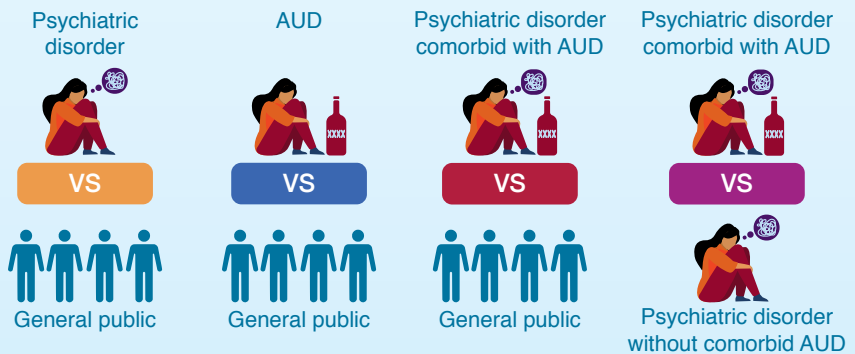 Psychiatric
disorder
AUD
Psychiatric disorder
comorbid with AUD
Psychiatric disorder
comorbid with AUD
XXXX
XXXX
XXXX
VS
VS
VS
VS
General public
General public
General public
Psychiatric disorder
without comorbid AUD